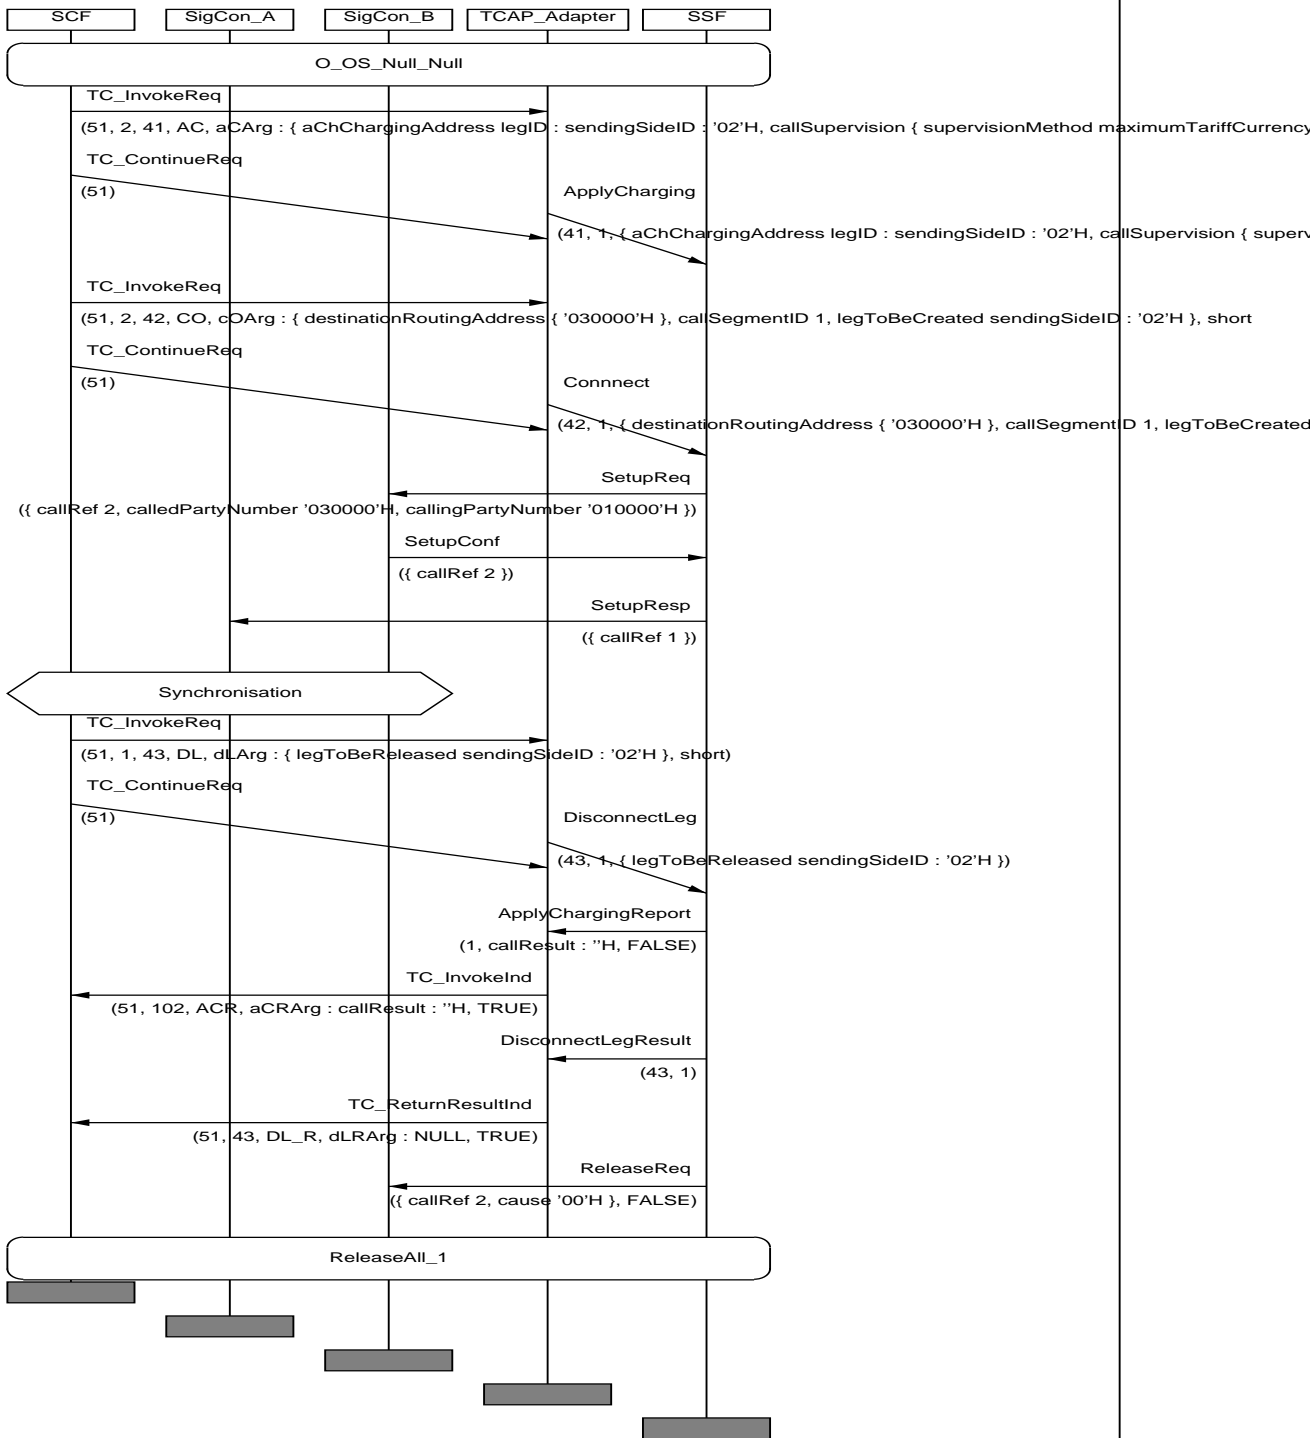 SCF SigCon_A SigCon_B TCAP_Adapter SSF
O_OS_Null_Null
TC_InvokeReq
(51, 2, 41, AC, aCArg : { aChChargingAddress legID : sendingSideID : '02'H, callSupervision { supervisionMethod maximumTariffCurrency
TC_ContinueReq
(51)
ApplyCharging
(41, 1, { aChChargingAddress legID : sendingSideID : '02'H, callSupervision { superv
TC_InvokeReq
(51, 2, 42, CO, cOArg : { destinationRoutingAddress { '030000'H }, callSegmentID 1, legToBeCreated sendingSideID : '02'H }, short
TC_ContinueReq
(51)
Connnect
(42, 1, { destinationRoutingAddress { '030000'H }, callSegmentID 1, legToBeCreated
SetupReq
({ callRef 2, calledPartyNumber '030000'H, callingPartyNumber '010000'H })
SetupConf
({ callRef 2 })
SetupResp
({ callRef 1 })
Synchronisation
TC_InvokeReq
(51, 1, 43, DL, dLArg : { legToBeReleased sendingSideID : '02'H }, short)
TC_ContinueReq
(51)
DisconnectLeg
(43, 1, { legToBeReleased sendingSideID : '02'H })
ApplyChargingReport
(1, callResult : ''H, FALSE)
TC_InvokeInd
(51, 102, ACR, aCRArg : callResult : ''H, TRUE)
DisconnectLegResult
(43, 1)
TC_ReturnResultInd
(51, 43, DL_R, dLRArg : NULL, TRUE)
ReleaseReq
({ callRef 2, cause '00'H }, FALSE)
ReleaseAll_1